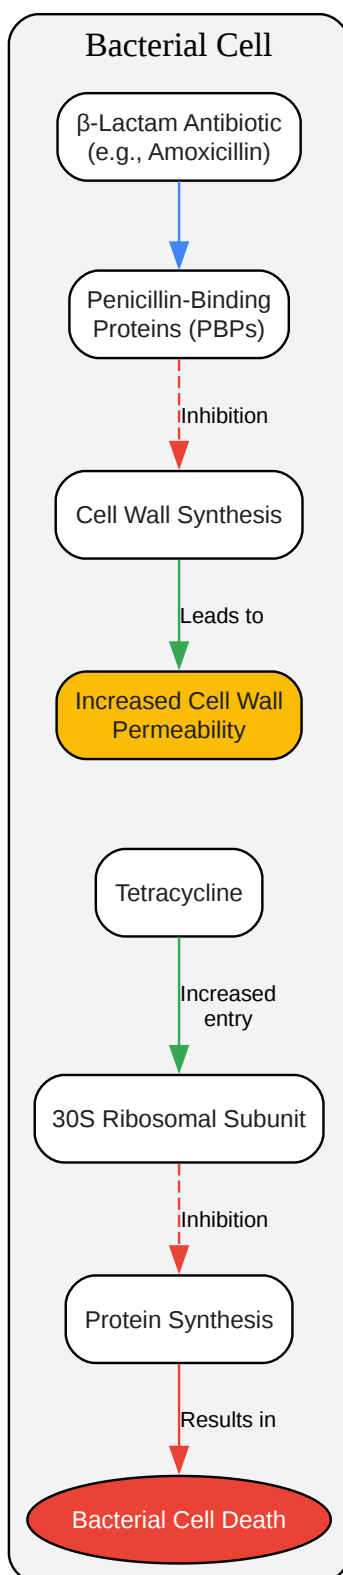 Bacterial Cell
β-Lactam Antibiotic
(e.g., Amoxicillin)
Penicillin-Binding
Proteins (PBPs)
Inhibition
Cell Wall Synthesis
Leads to
Increased Cell Wall
Permeability
Tetracycline
Increased
entry
30S Ribosomal Subunit
Inhibition
Protein Synthesis
Results in
Bacterial Cell Death